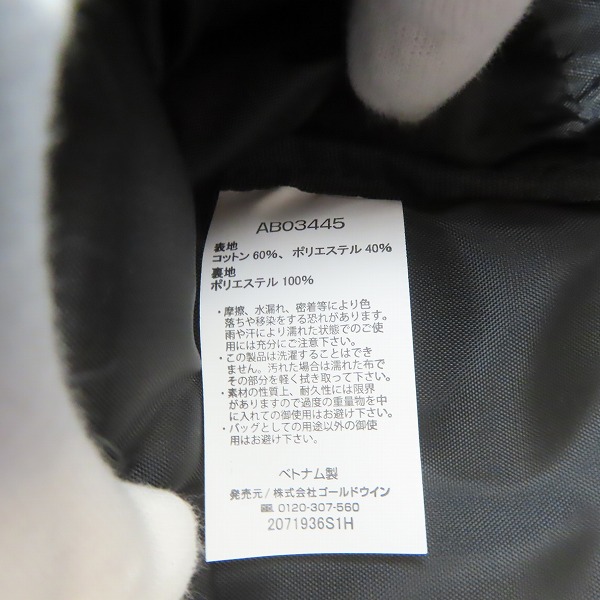 AB03445
表地
コットン 60%、ポリエステル 40%
裏地
ポリエステル 100%
・摩擦、水漏れ、密着等により色
落ちや移染をする恐れがあります。
雨や汗により濡れた状態でのご使
用には充分にご注意下さい。
・この製品は洗濯することはでき
ません。汚れた場合は濡れた布で
その部分を軽く拭き取って下さい。
・素材の性質上、耐久性には限界
がありますので過度の重量物を中
に入れての御使用はお避け下さい。
・バッグとしての用途以外の御使
用はお避け下さい。
ベトナム製
発売元/株式会社ゴールドウイン
0120-307-560
2071936S1H